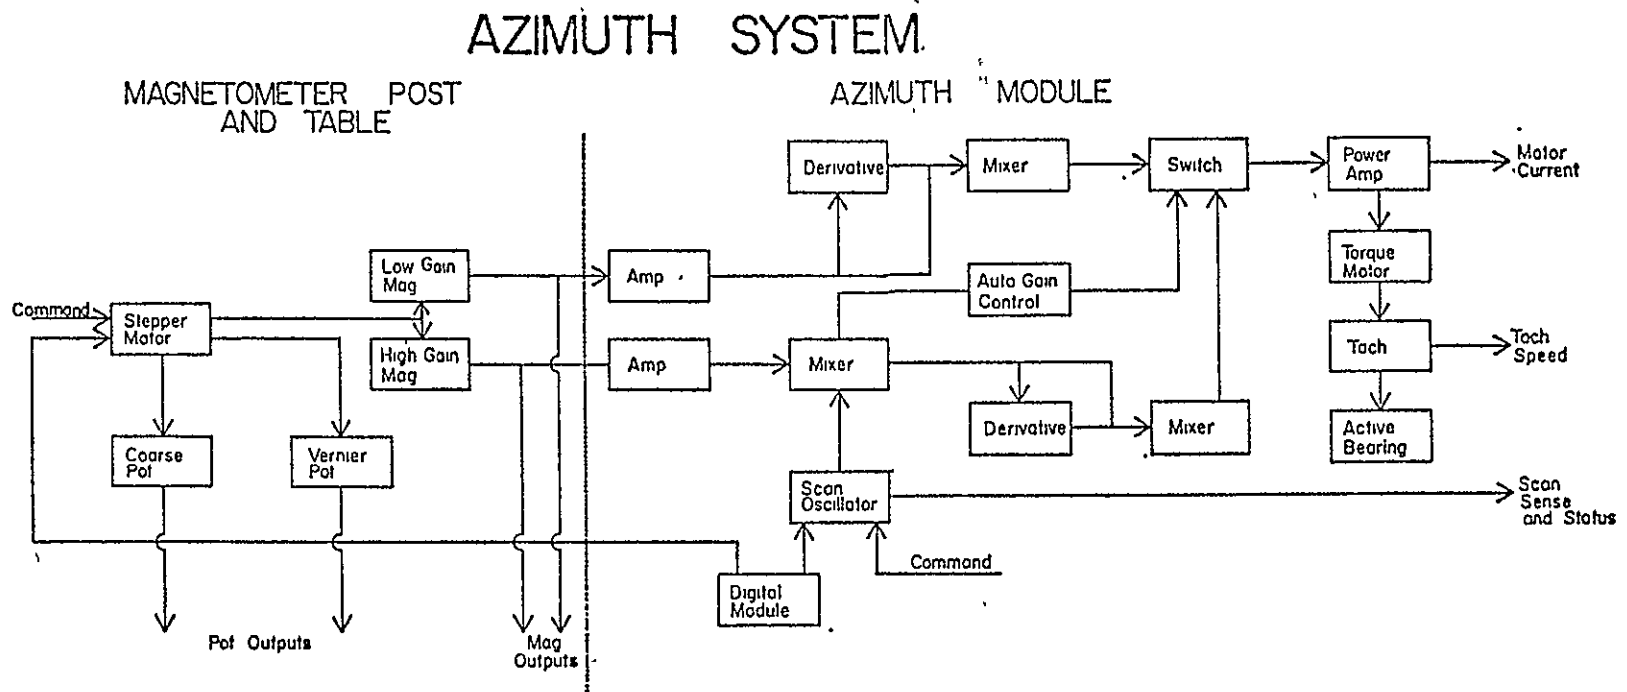 AZIMUTH SYSTEM
MAGNETOMETER POST
AND TABLE
AZIMUTH MODULE
Derivative
Mixer
Switch
Power
Amp
Motor
Current
Low Gain
Mag
Amp
Auto Gain
Control
Torque
Motor
Command
Stepper
Motor
High Gain
Mag
Amp
Mixer
Tach
Tach
Speed
Coarse
Pot
Vernier
Pot
Derivative
Mixer
Active
Bearing
Scan
Oscillator
Scan
Sense
and Status
Command
Digital
Module
Pot Outputs
Mag
Outputs